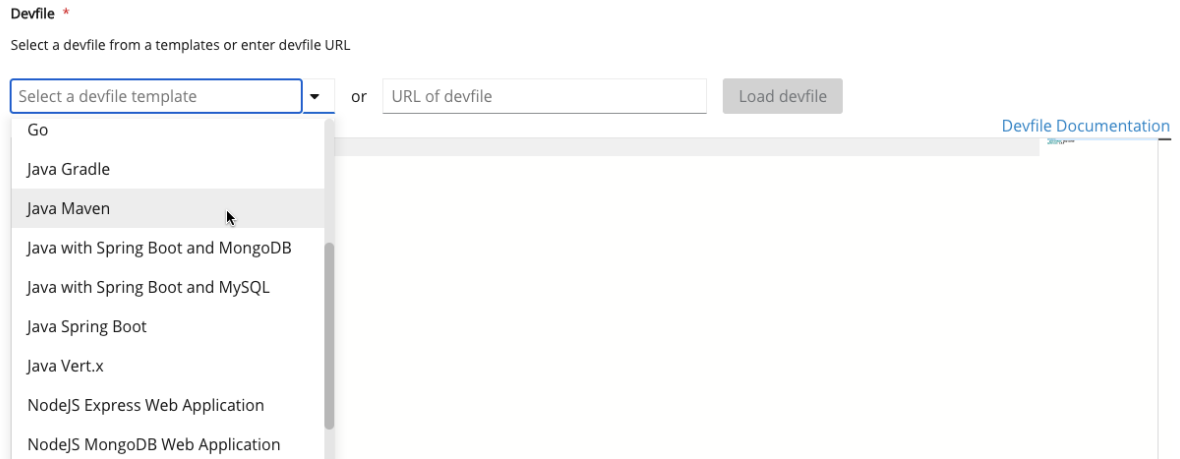 Devfile *
Select a devfile from a templates or enter devfile URL
Select a devfile template or URL of devfile Load devfile
Devfile Documentation
Go
Java Gradle
Java Maven
Java with Spring Boot and MongoDB
Java with Spring Boot and MySQL
Java Spring Boot
Java Vert.x
NodeJS Express Web Application
NodeJS MongoDB Web Application